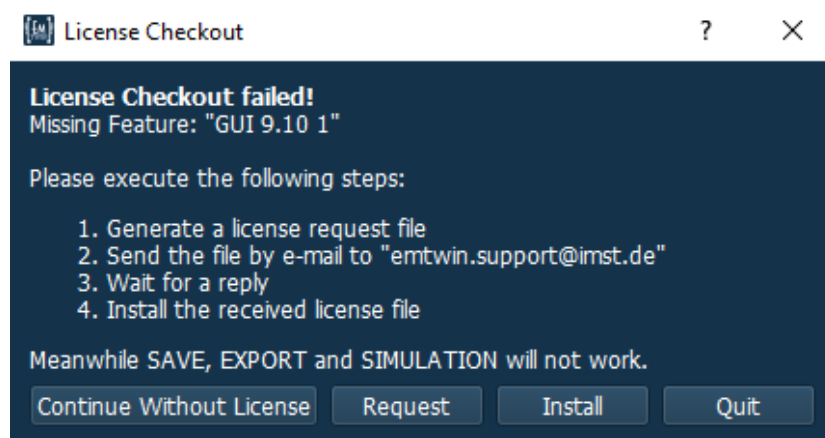 License Checkout
?
License Checkout failed!
Missing Feature: "GUI 9.10 1"
Please execute the following steps:
1. Generate a license request file
2. Send the file by e-mail to "emtwin.support@imst.de"
3. Wait for a reply
4. Install the received license file
Meanwhile SAVE, EXPORT and SIMULATION will not work.
Continue Without License Request Install Quit